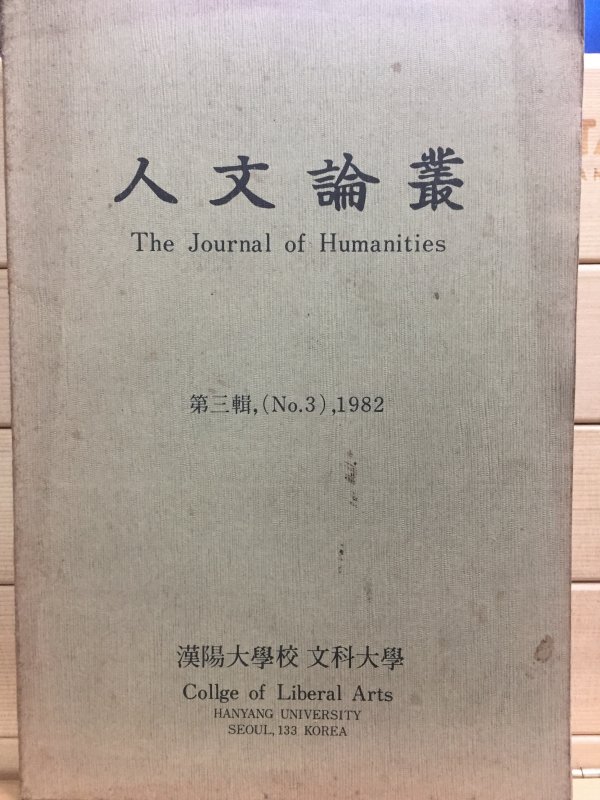 人文論叢
The Journal of Humanities
第三輯,(No.3),1982
漢陽大學校 文科大學
Collge of Liberal Arts
HANYANG UNIVERSITY
SEOUL, 133 KOREA